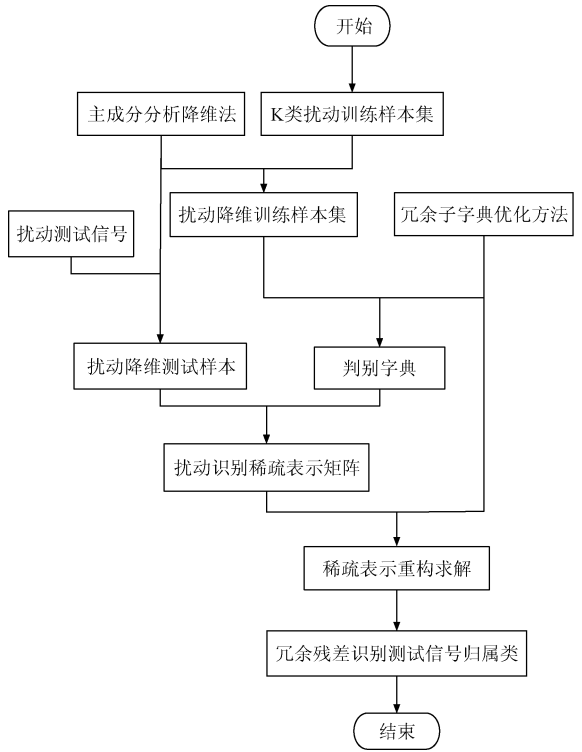 开始
主成分分析降维法
K类扰动训练样本集
扰动降维训练样本集
冗余子字典优化方法
扰动测试信号
扰动降维测试样本
判别字典
扰动识别稀疏表示矩阵
稀疏表示重构求解
冗余残差识别测试信号归属类
结束